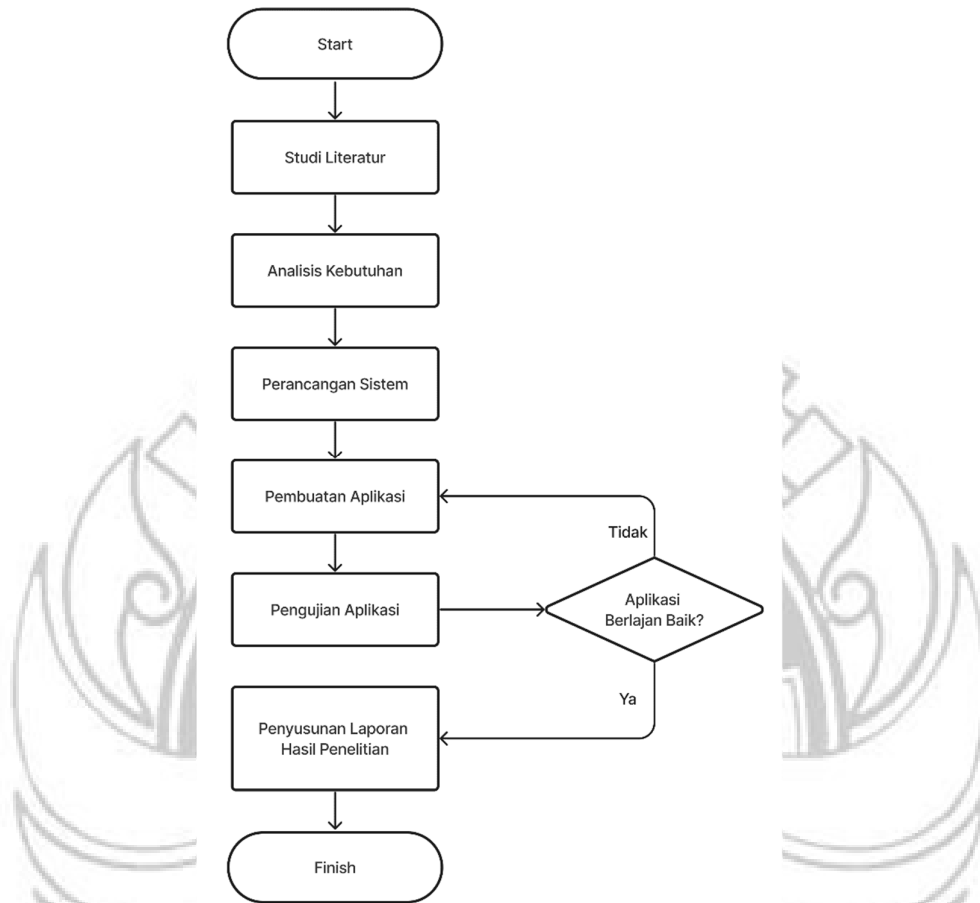 Start
Studi Literatur
Analisis Kebutuhan
Perancangan Sistem
Pembuatan Aplikasi
Tidak
Pengujian Aplikasi
Aplikasi
Berlajan Baik?
Ya
Penyusunan Laporan
Hasil Penelitian
Finish